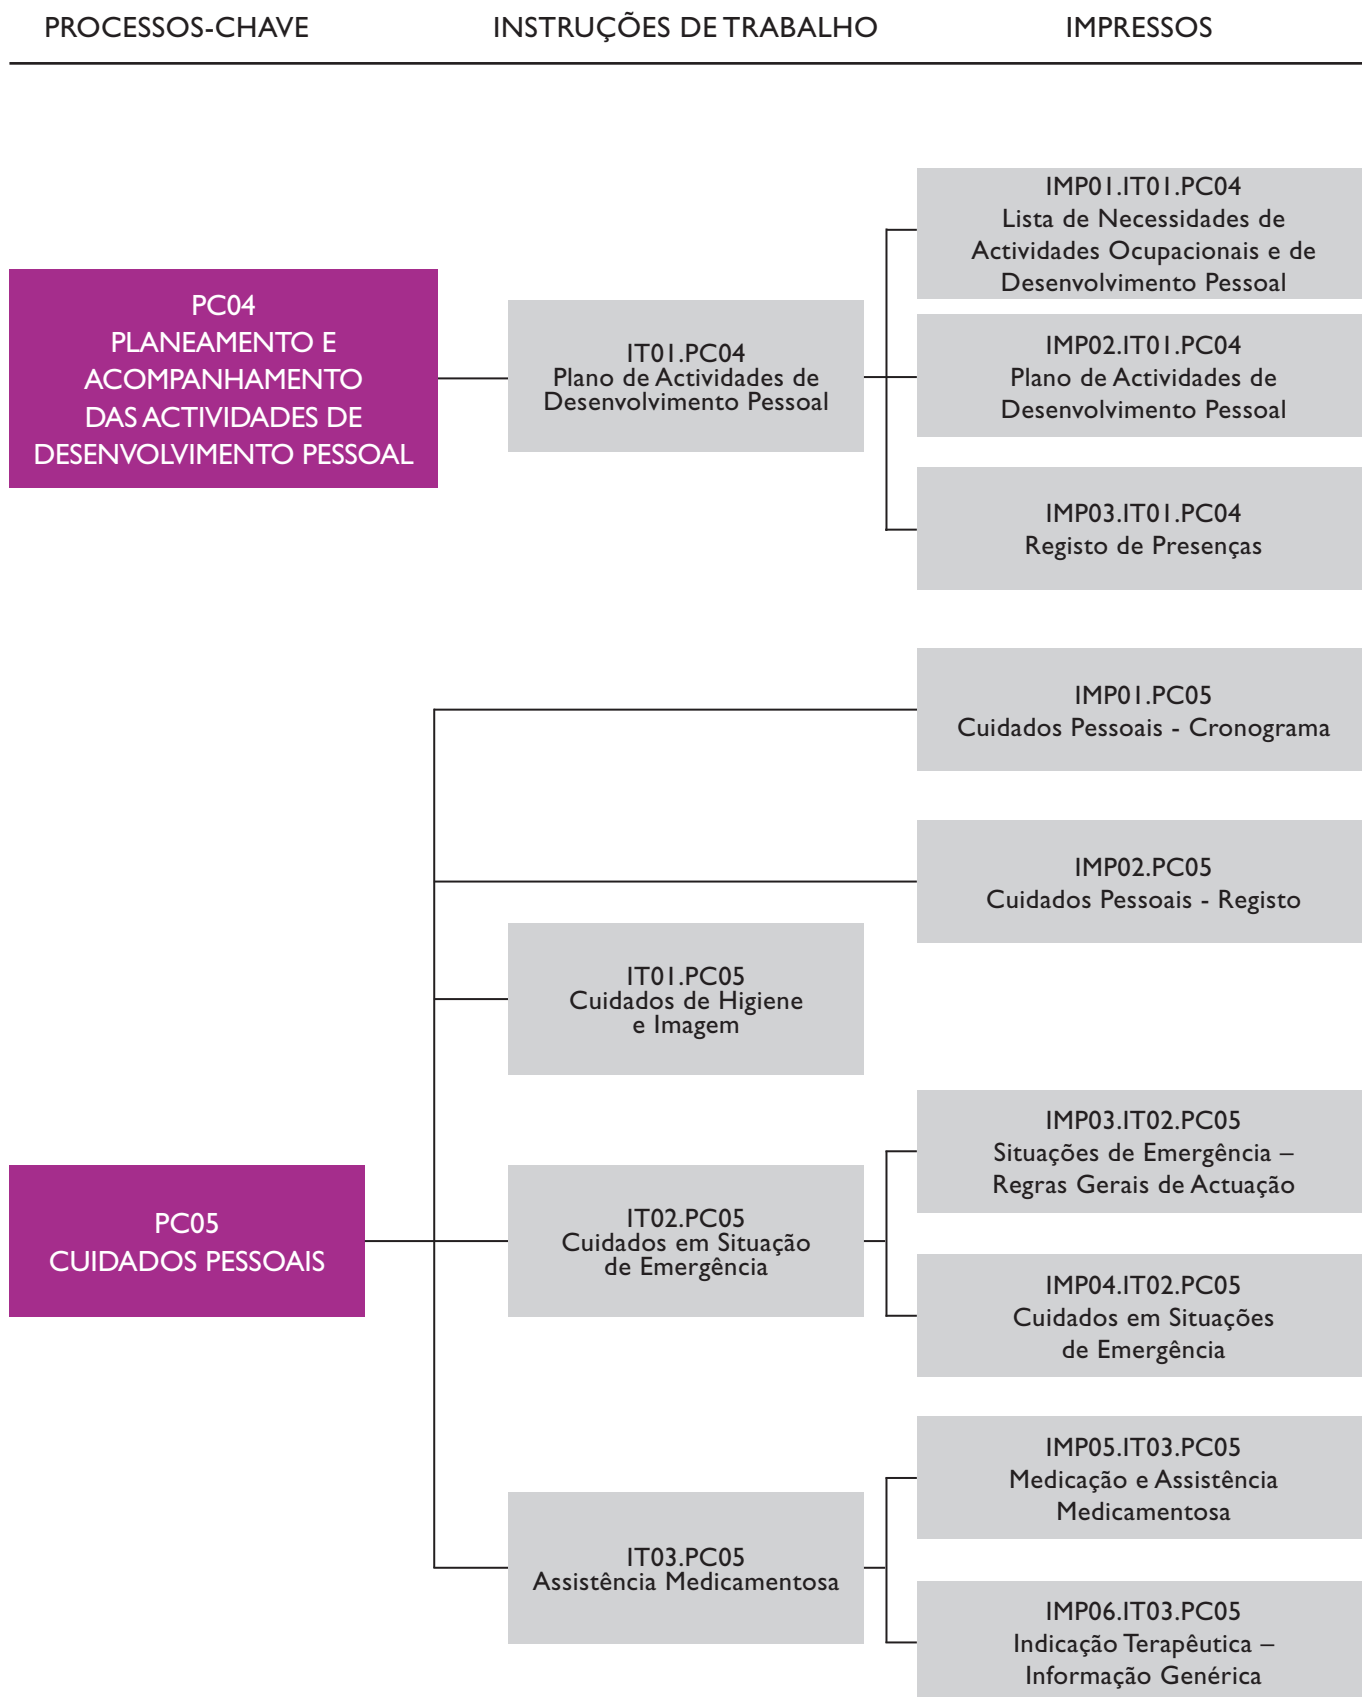 PROCESSOS-CHAVE
INSTRUÇÕES DE TRABALHO
IMPRESSOS
PC04
PLANEAMENTO E
ACOMPANHAMENTO
DAS ACTIVIDADES DE
DESENVOLVIMENTO PESSOAL
IT01.PC04
Plano de Actividades de
Desenvolvimento Pessoal
IMP01.IT01.PC04
Lista de Necessidades de
Actividades Ocupacionais e de
Desenvolvimento Pessoal
IMP02.IT01.PC04
Plano de Actividades de
Desenvolvimento Pessoal
IMP03.IT01.PC04
Registo de Presenças
PC05
CUIDADOS PESSOAIS
IMP01.PC05
Cuidados Pessoais - Cronograma
IMP02.PC05
Cuidados Pessoais - Registo
IT01.PC05
Cuidados de Higiene
e Imagem
IT02.PC05
Cuidados em Situação
de Emergência
IMP03.IT02.PC05
Situações de Emergência –
Regras Gerais de Actuação
IMP04.IT02.PC05
Cuidados em Situações
de Emergência
IT03.PC05
Assistência Medicamentosa
IMP05.IT03.PC05
Medicação e Assistência
Medicamentosa
IMP06.IT03.PC05
Indicação Terapêutica –
Informação Genérica